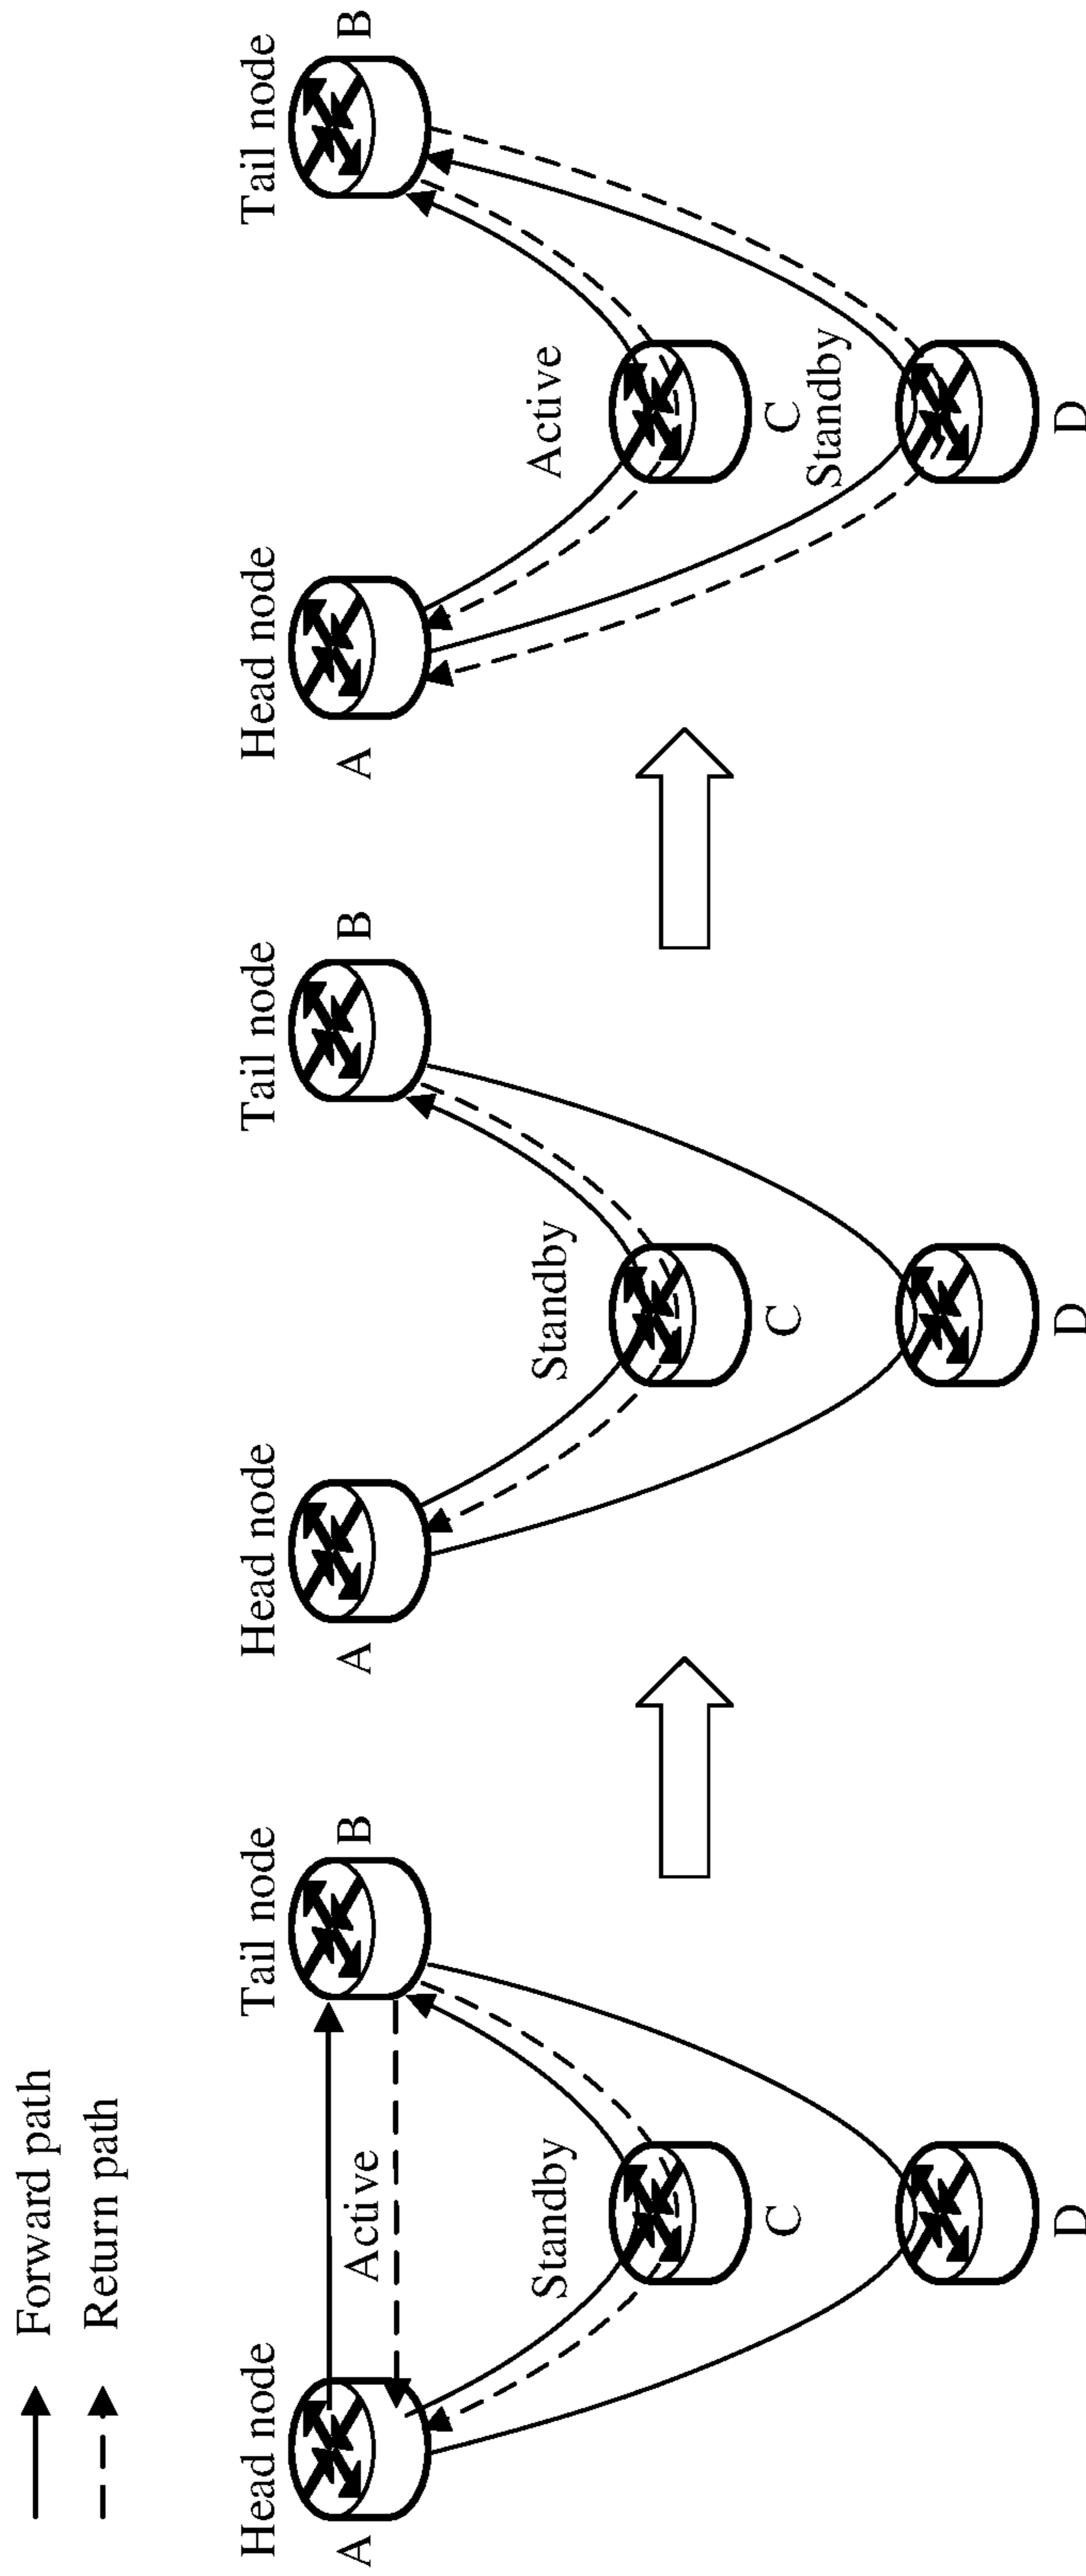 Forward path
Return path
Head node
A
Tail node
B
Active
Standby
C
D
Head node
A
Tail node
B
Standby
C
D
Head node
A
Tail node
B
Active
C
Standby
D